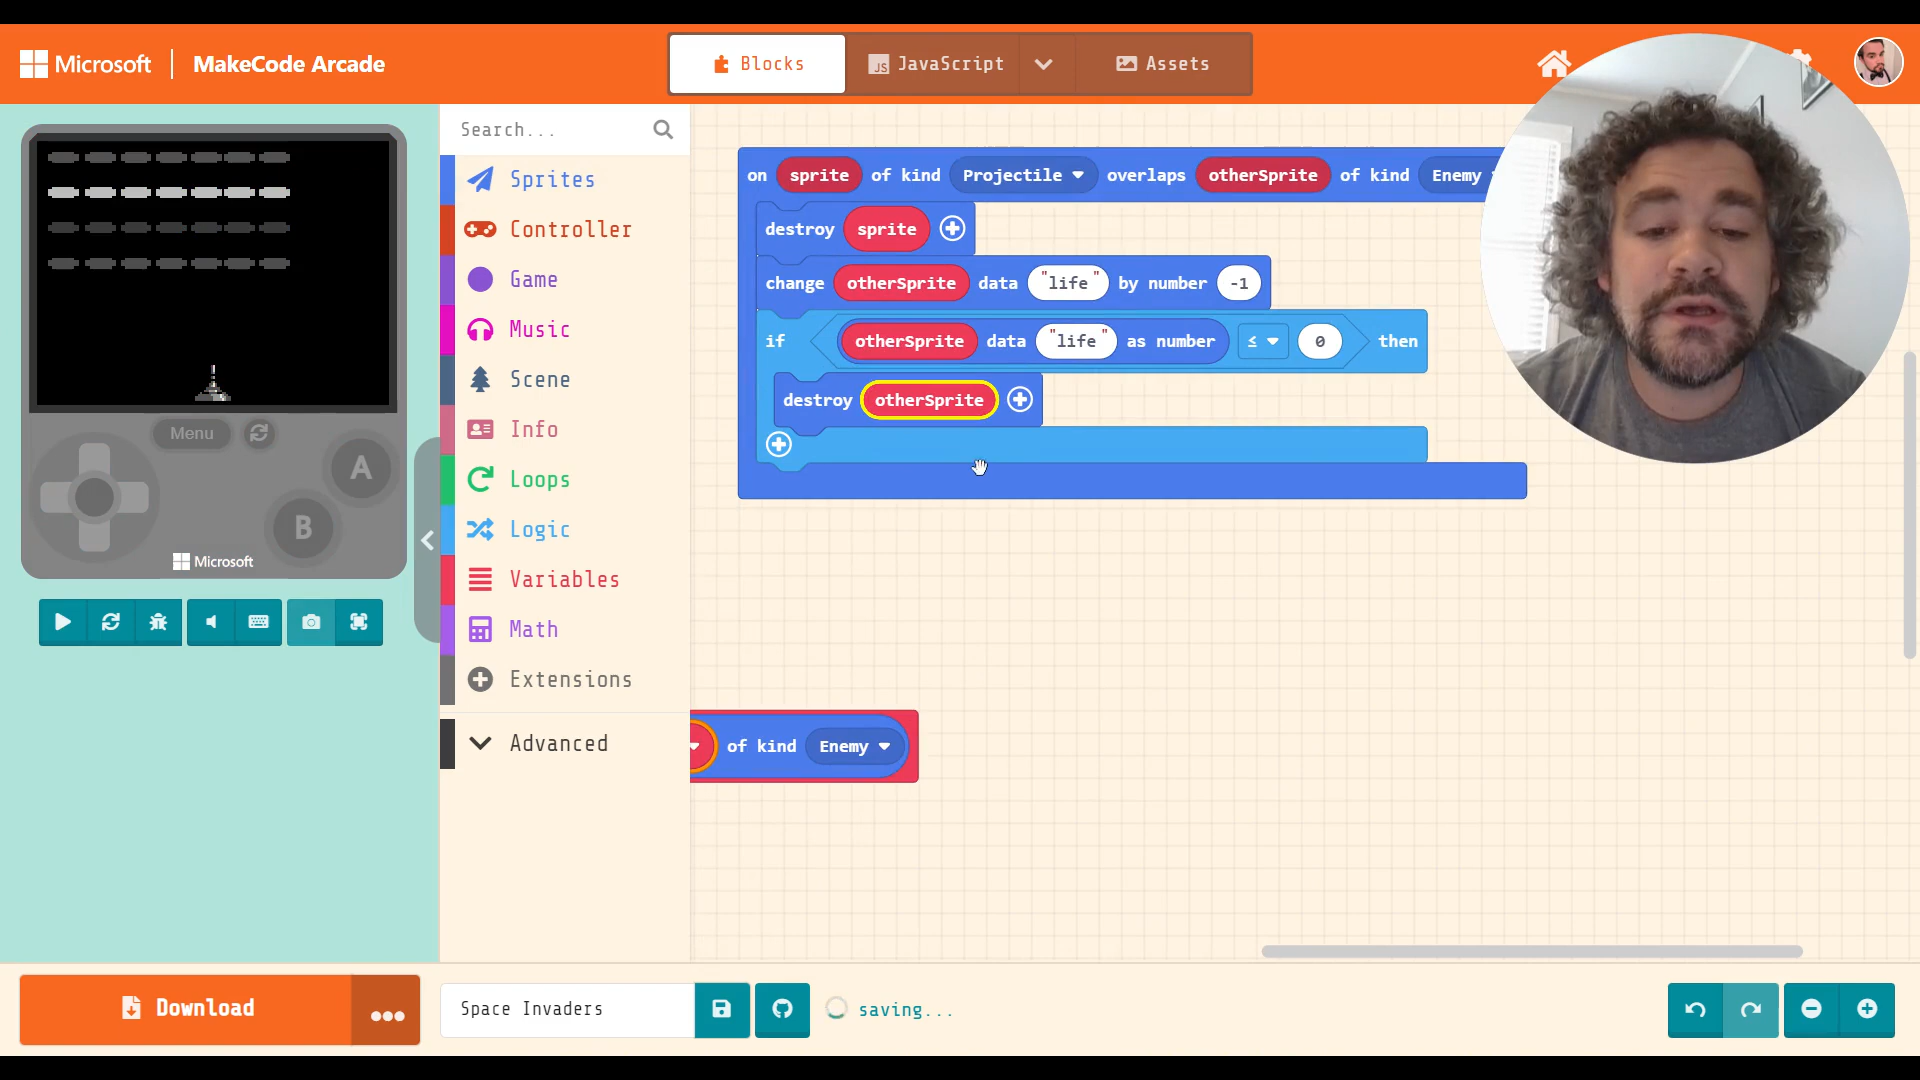 Microsoft
MakeCode Arcade
Blocks
JavaScript
Assets
Search...
Sprites
Controller
Game
Music
Scene
Info
Loops
Logic
Variables
Math
Extensions
Advanced
Menu
A
B
Microsoft
on sprite of kind Projectile overlaps otherSprite of kind Enemy
destroy sprite
change otherSprite data "life" by number -1
if otherSprite data "life" as number ≤ 0 then
destroy otherSprite
of kind Enemy
Download
Space Invaders
saving...